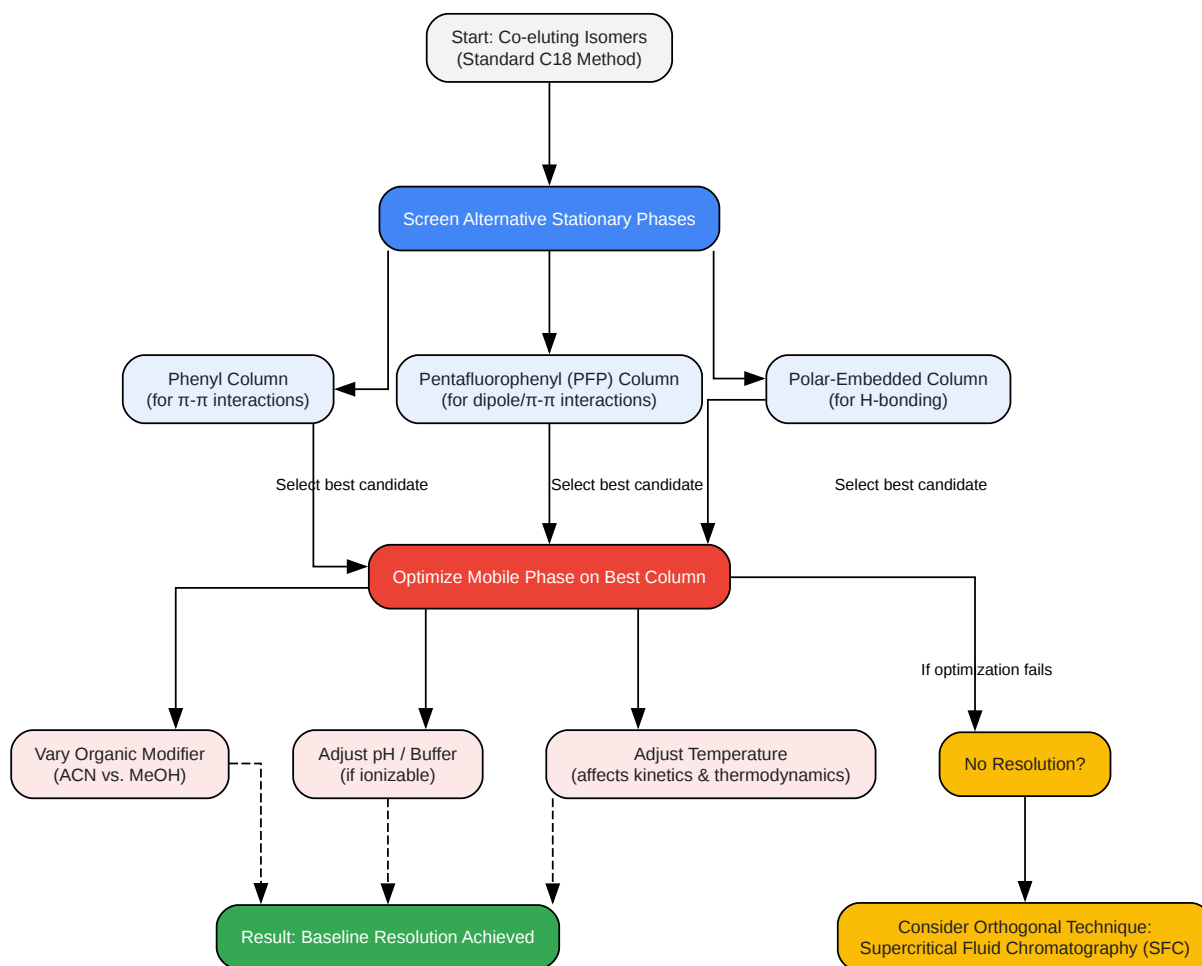 Start: Co-eluting Isomers
(Standard C18 Method)
Screen Alternative Stationary Phases
Phenyl Column
(for π-π interactions)
Pentafluorophenyl (PFP) Column
(for dipole/π-π interactions)
Polar-Embedded Column
(for H-bonding)
Select best candidate
Select best candidate
Select best candidate
Optimize Mobile Phase on Best Column
If optimization fails
Vary Organic Modifier
(ACN vs. MeOH)
Adjust pH / Buffer
(if ionizable)
Adjust Temperature
(affects kinetics & thermodynamics)
No Resolution?
Result: Baseline Resolution Achieved
Consider Orthogonal Technique:
Supercritical Fluid Chromatography (SFC)